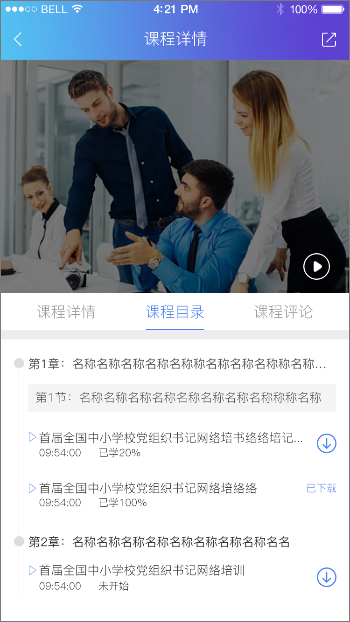 BELL 4:21 PM 100%
课程详情
课程详情 课程目录 课程评论
第1章：名称名称名称名称名称名称名称名称名称名称…
第1节：名称名称名称名称名称名称名称名称名称名称
首届全国中小学校党组织书记网络培书络络培记...
09:54:00 已学20%
首届全国中小学校党组织书记网络培络络 已下载
09:54:00 已学100%
第2章：名称名称名称名称名称名称名称名称名名
首届全国中小学校党组织书记网络培训
09:54:00 未开始